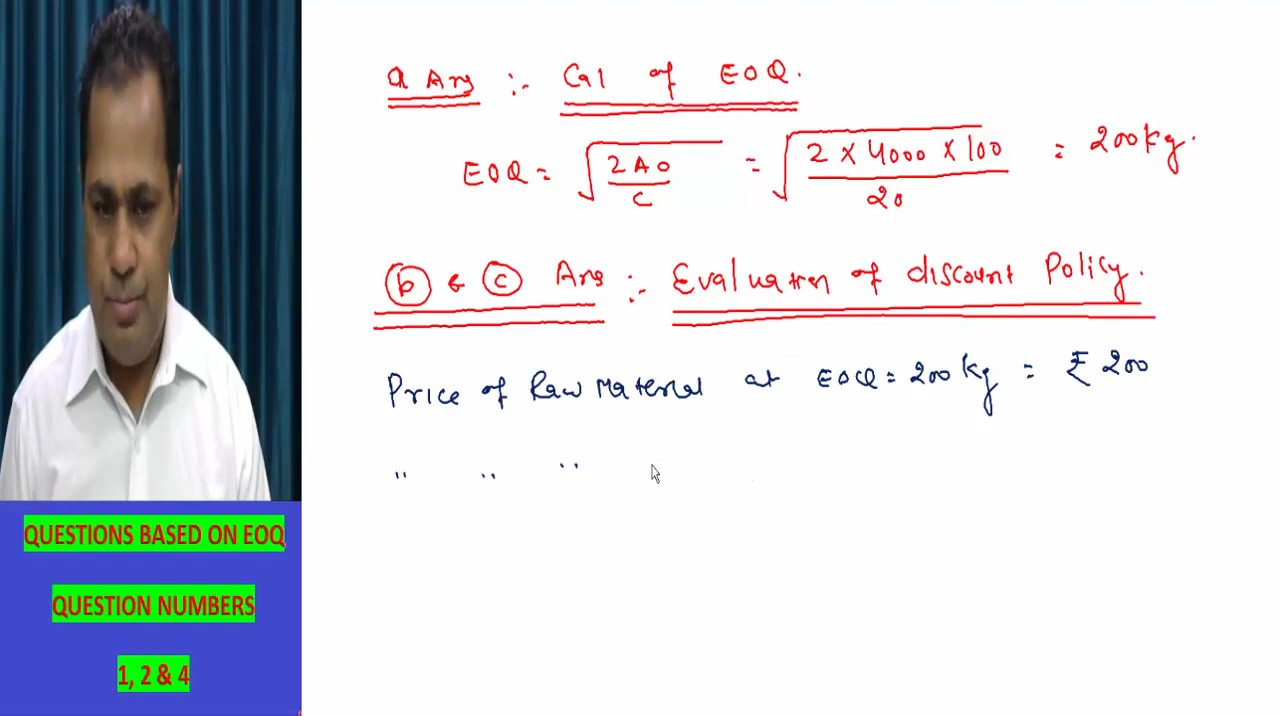 a Ans :- Cal of EOQ.
EOQ = √(2AO/C) = √(2 × 4000 × 100/20) = 200 kg.
(b) & (c) Ans :- Evaluation of discount Policy.
Price of Raw Material at EOQ = 200 kg = ₹ 200
" " "
QUESTIONS BASED ON EOQ
QUESTION NUMBERS
1, 2 & 4